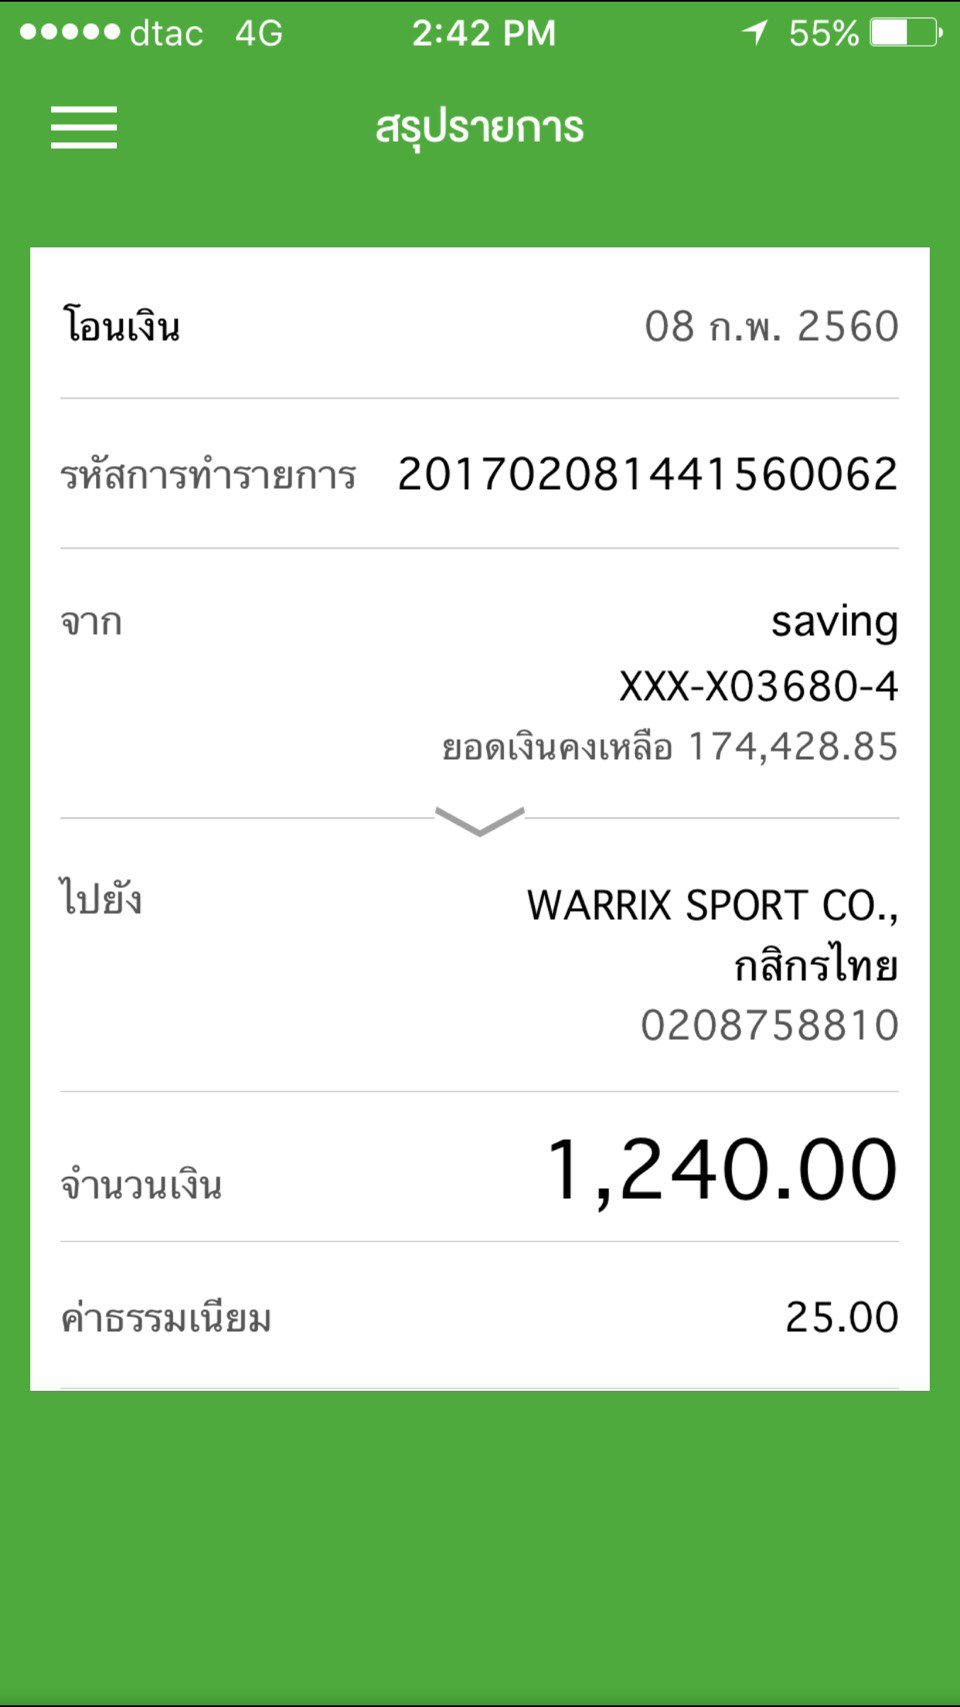 dtac 4G 2:42 PM 55%
สรุปรายการ
โอนเงิน 08 ก.พ. 2560
รหัสการทำรายการ 201702081441560062
จาก saving
XXX-X03680-4
ยอดเงินคงเหลือ 174,428.85
ไปยัง WARRIX SPORT CO.,
กสิกรไทย
0208758810
จำนวนเงิน 1,240.00
ค่าธรรมเนียม 25.00